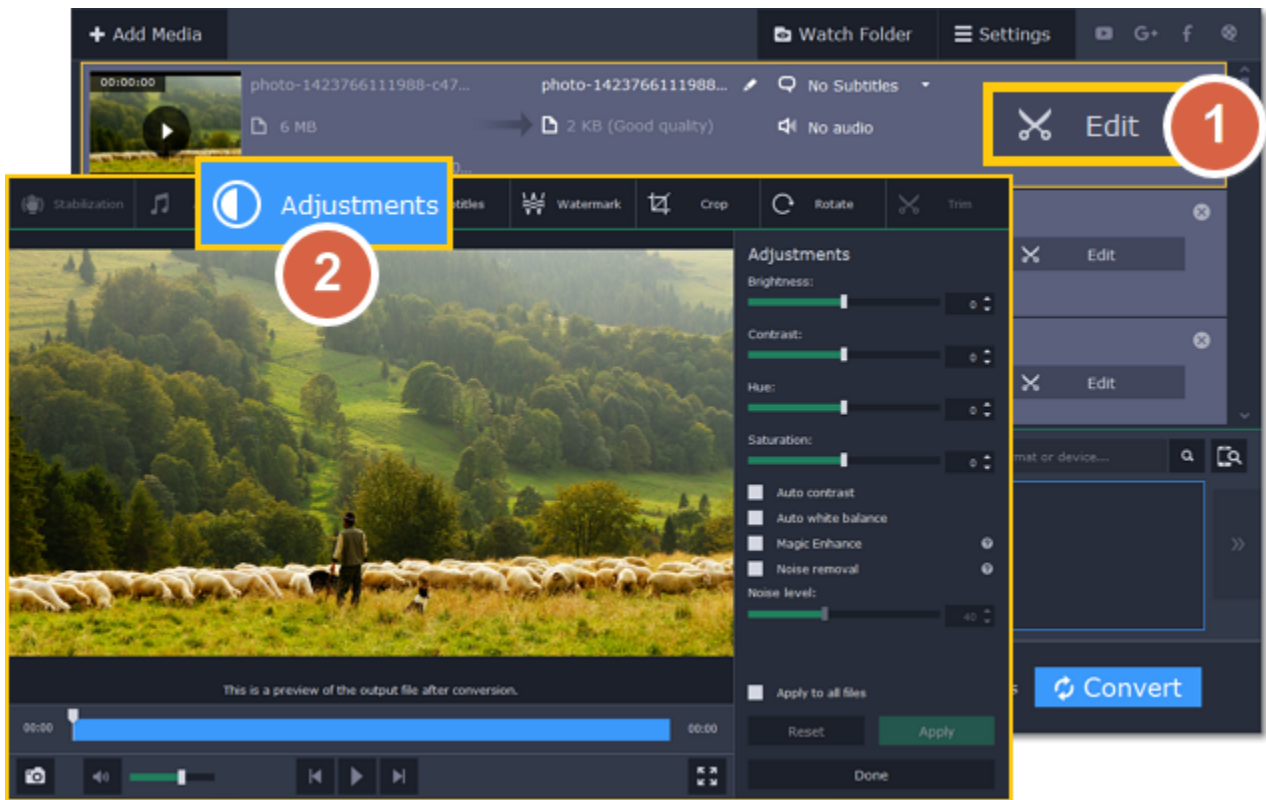 + Add Media
Watch Folder
Settings
G+
f
00:00:00
photo-1423766111988-c47...
photo-1423766111988...
No Subtitles
6 MB
2 KB (Good quality)
No audio
Edit
1
Stabilization
Adjustments
Watermark
Crop
Rotate
Trim
2
Edit
Edit
Adjustments
Brightness:
0
Contrast:
0
Hue:
0
Saturation:
0
Auto contrast
Auto white balance
Magic Enhance
Noise removal
Noise level:
40
or device...
This is a preview of the output file after conversion.
Apply to all files
00:00
00:00
Reset
Apply
Done
Convert